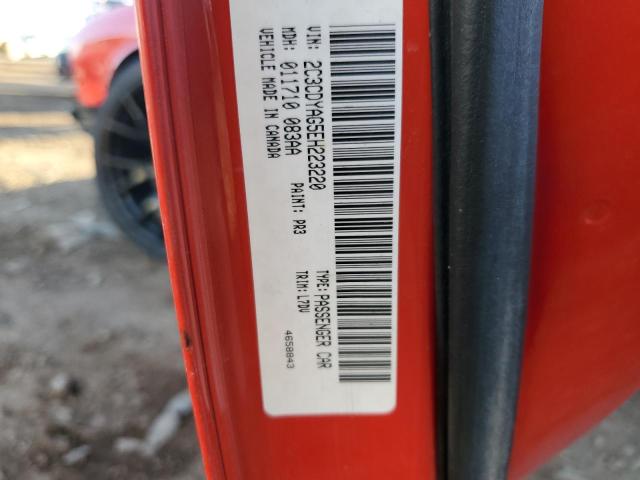 VIN: 2C3CDYAG5EH223220 TYPE: PASSENGER CAR
MDH: 011710 083AA PAINT: PR3 TRIM: L7DV
VEHICLE MADE IN CANADA 4658843